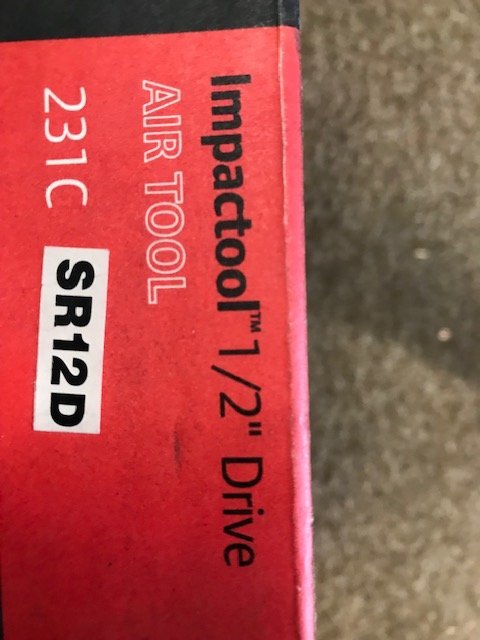 Impactool™ 1/2" Drive
AIR TOOL
231C SR12D